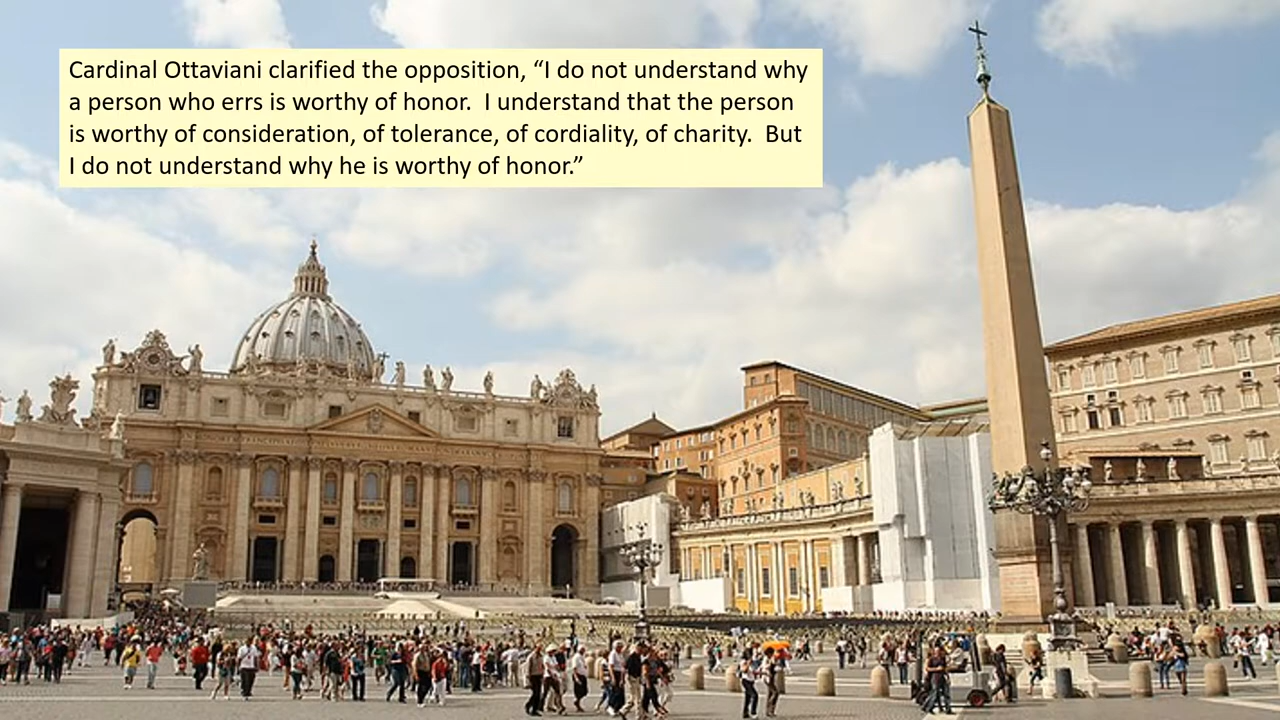 Cardinal Ottaviani clarified the opposition, “I do not understand why
a person who errs is worthy of honor.  I understand that the person
is worthy of consideration, of tolerance, of cordiality, of charity.  But
I do not understand why he is worthy of honor.”